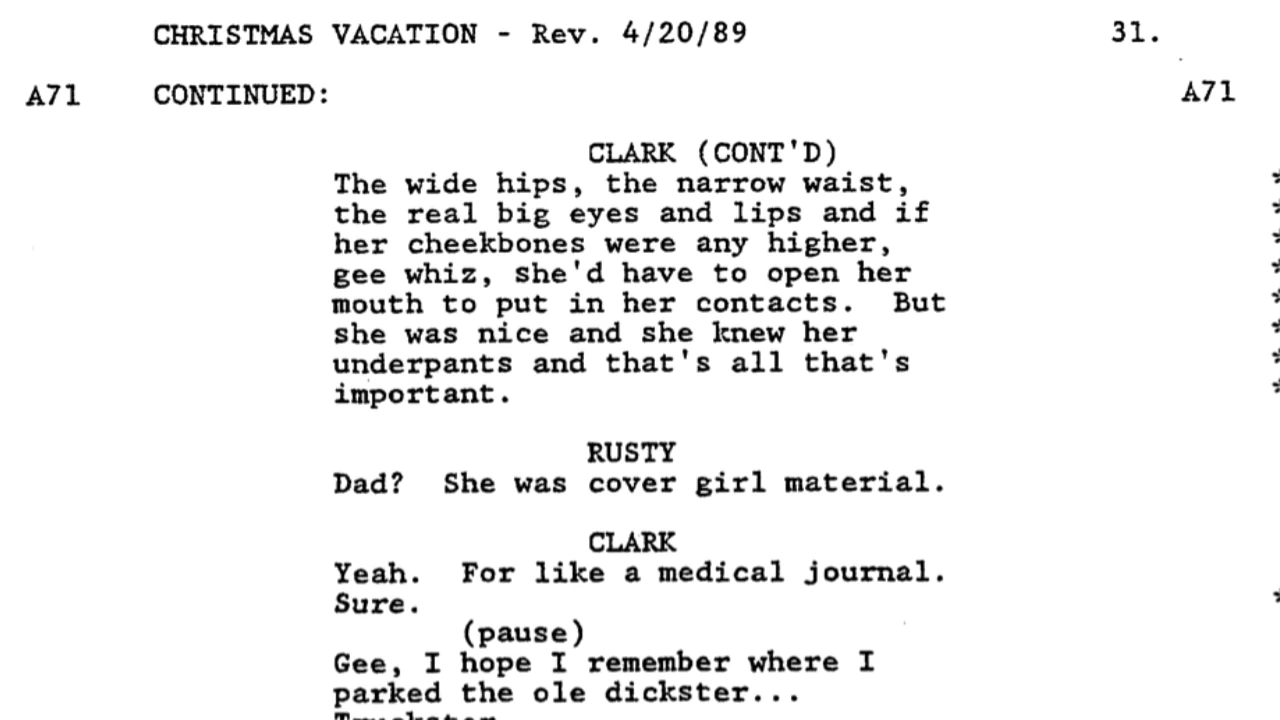 CHRISTMAS VACATION - Rev. 4/20/89 31.
A71 CONTINUED: A71
CLARK (CONT'D)
The wide hips, the narrow waist, *
the real big eyes and lips and if *
her cheekbones were any higher, *
gee whiz, she'd have to open her *
mouth to put in her contacts. But *
she was nice and she knew her *
underpants and that's all that's *
important. *
RUSTY
Dad? She was cover girl material.
CLARK
Yeah. For like a medical journal.
Sure. *
(pause)
Gee, I hope I remember where I
parked the ole dickster...